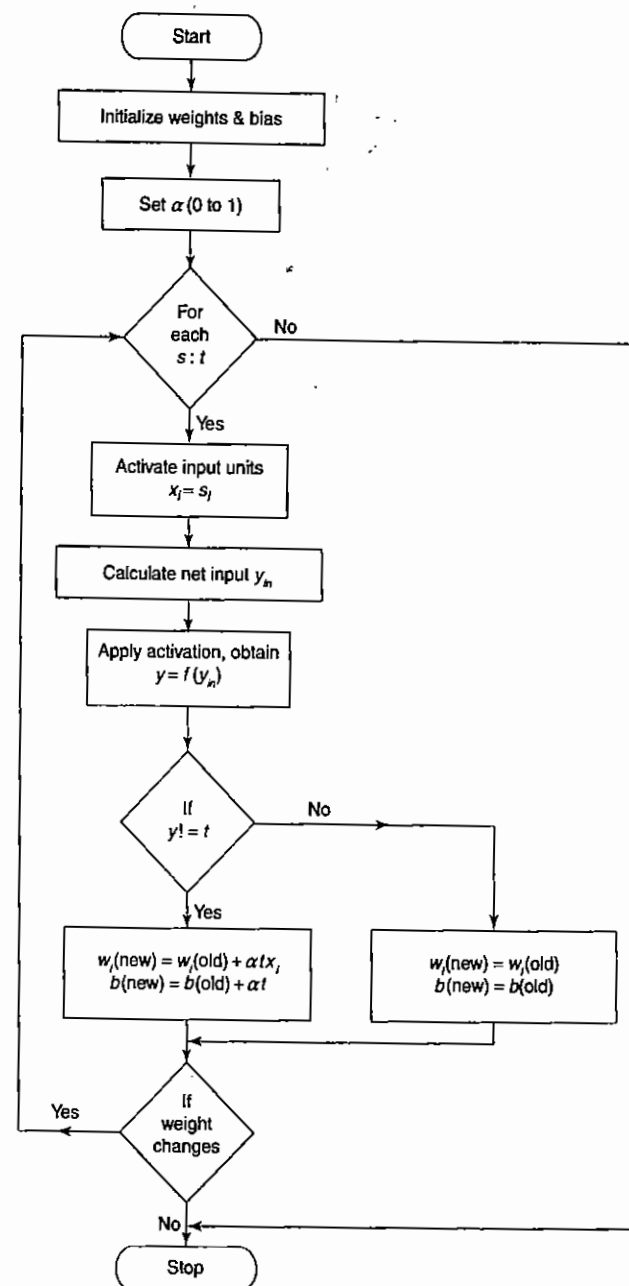 Start
Initialize weights & bias
Set α (0 to 1)
For
each
s : t
No
Yes
Activate input units
xᵢ = sᵢ
Calculate net input yᵢₙ
Apply activation, obtain
y = f (yᵢₙ)
If
y! = t
No
Yes
wᵢ(new) = wᵢ(old) + αtxᵢ
b(new) = b(old) + αt
wᵢ(new) = wᵢ(old)
b(new) = b(old)
If
weight
changes
Yes
No
Stop